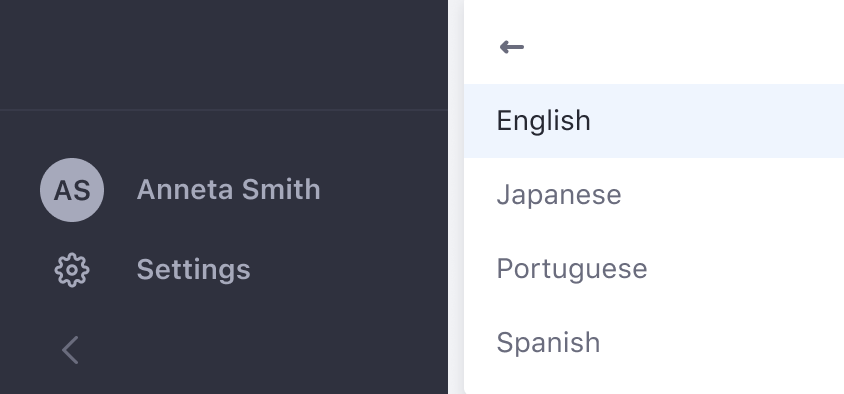 AS Anneta Smith
Settings
English
Japanese
Portuguese
Spanish